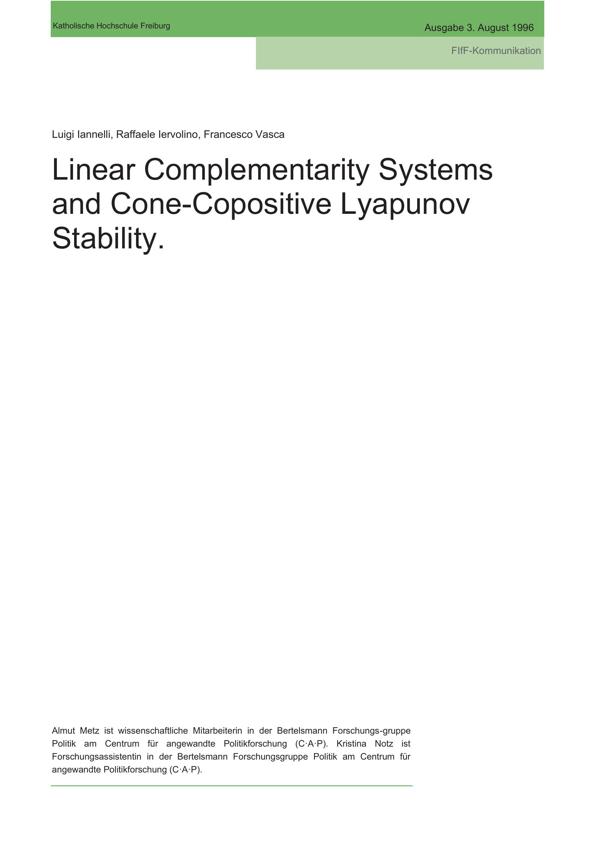 Katholische Hochschule Freiburg
Ausgabe 3. August 1996
FIfF-Kommunikation
Luigi Iannelli, Raffaele Iervolino, Francesco Vasca
Linear Complementarity Systems
and Cone-Copositive Lyapunov
Stability.
Almut Metz ist wissenschaftliche Mitarbeiterin in der Bertelsmann Forschungs-gruppe
Politik am Centrum für angewandte Politikforschung (C·A·P). Kristina Notz ist
Forschungsassistentin in der Bertelsmann Forschungsgruppe Politik am Centrum für
angewandte Politikforschung (C·A·P).